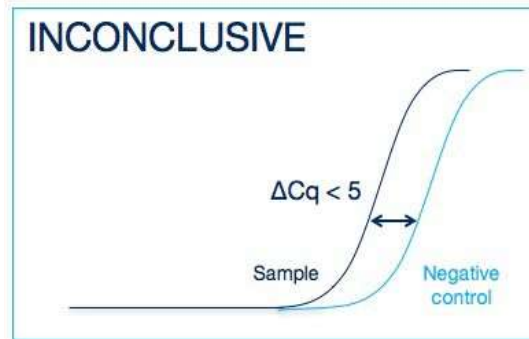 INCONCLUSIVE
ΔCq < 5
Sample
Negative
control